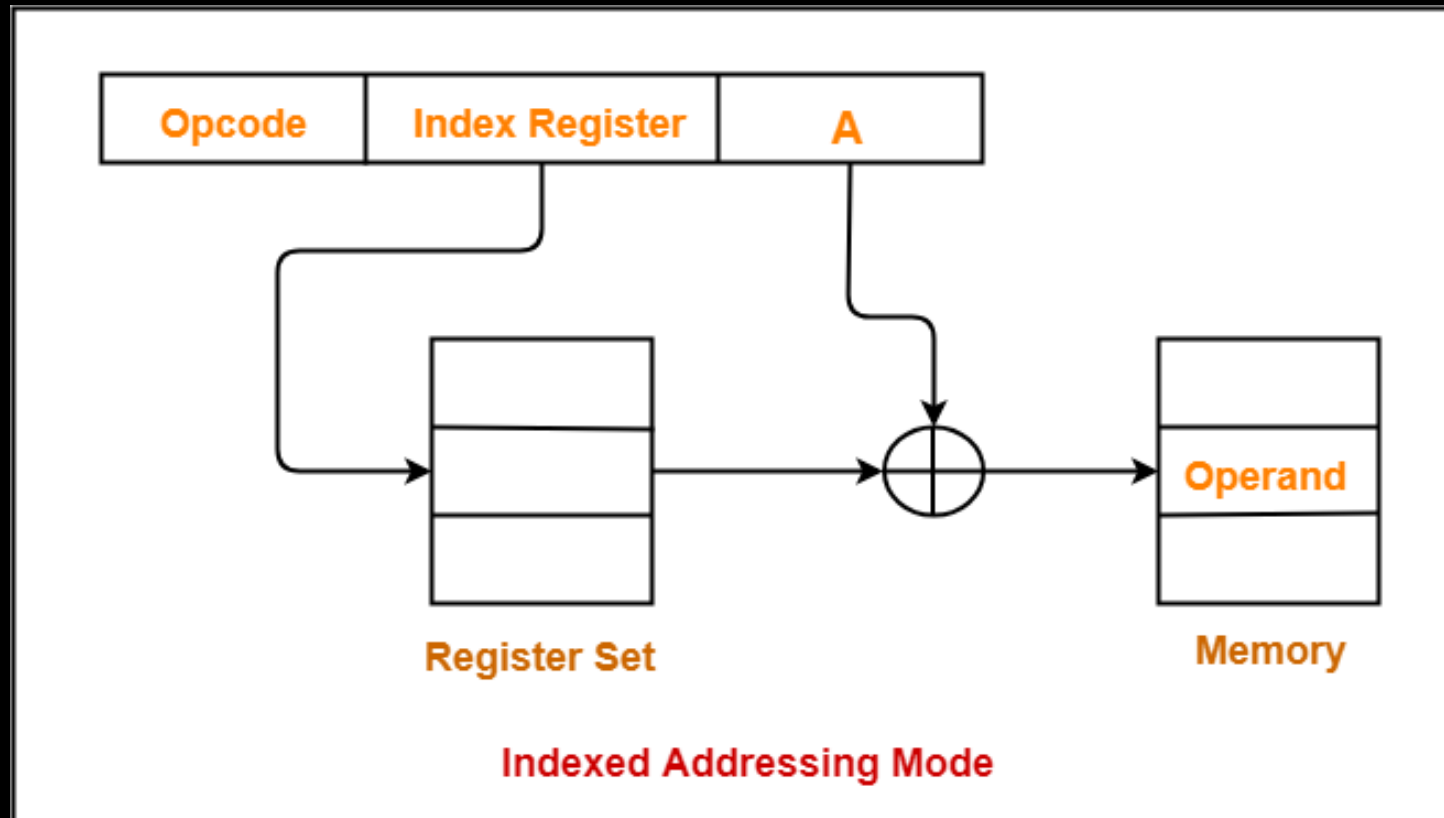 Opcode Index Register A
Operand
Register Set
Memory
Indexed Addressing Mode